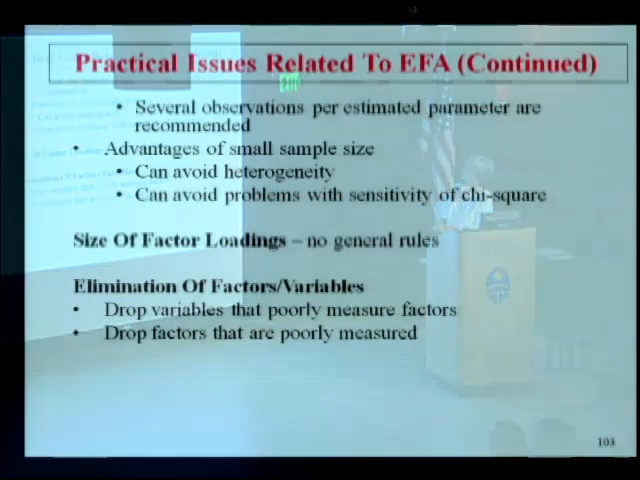 Practical Issues Related To EFA (Continued)
EXIT
• Several observations per estimated parameter are
recommended
• Advantages of small sample size
• Can avoid heterogeneity
• Can avoid problems with sensitivity of chi-square
Size Of Factor Loadings – no general rules
Elimination Of Factors/Variables
• Drop variables that poorly measure factors
• Drop factors that are poorly measured
103